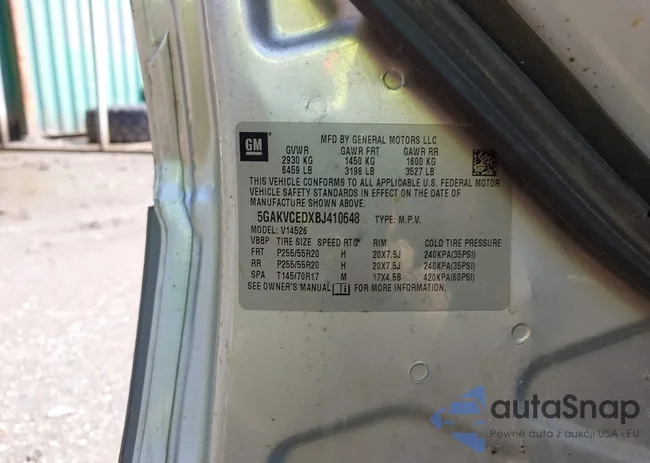 GM
MFD BY GENERAL MOTORS LLC
GVWR GAWR FRT GAWR RR
2930 KG 1450 KG 1600 KG
6459 LB 3196 LB 3527 LB
THIS VEHICLE CONFORMS TO ALL APPLICABLE U.S. FEDERAL MOTOR
VEHICLE SAFETY STANDARDS IN EFFECT ON THE DATE OF
MANUFACTURE SHOWN ABOVE.
5GAKVCEDXBJ410648 TYPE: M.P.V.
MODEL: V14526
VBBP TIRE SIZE SPEED RTG RIM COLD TIRE PRESSURE
FRT P255/55R20 H 20X7.5J 240KPA(35PSI)
RR P255/55R20 H 20X7.5J 240KPA(35PSI)
SPA T145/70R17 M 17X4.5B 420KPA(60PSI)
SEE OWNER'S MANUAL FOR MORE INFORMATION.
autaSnap
Pewne auta z aukcji USA i EU